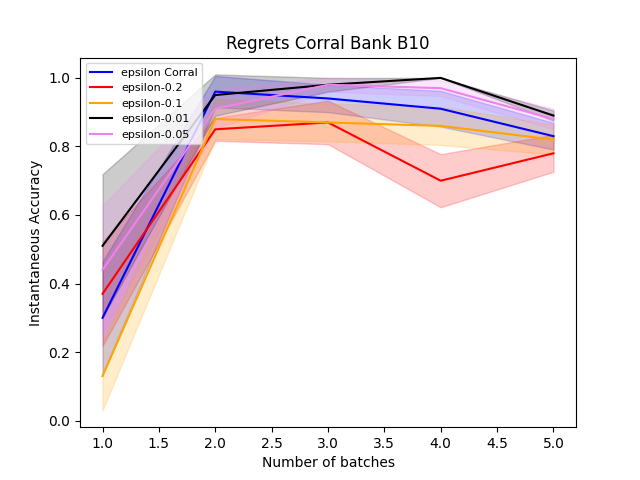 Regrets Corral Bank B10
epsilon Corral
epsilon-0.2
epsilon-0.1
epsilon-0.01
epsilon-0.05
Instantaneous Accuracy
1.0
0.8
0.6
0.4
0.2
0.0
1.0 1.5 2.0 2.5 3.0 3.5 4.0 4.5 5.0
Number of batches